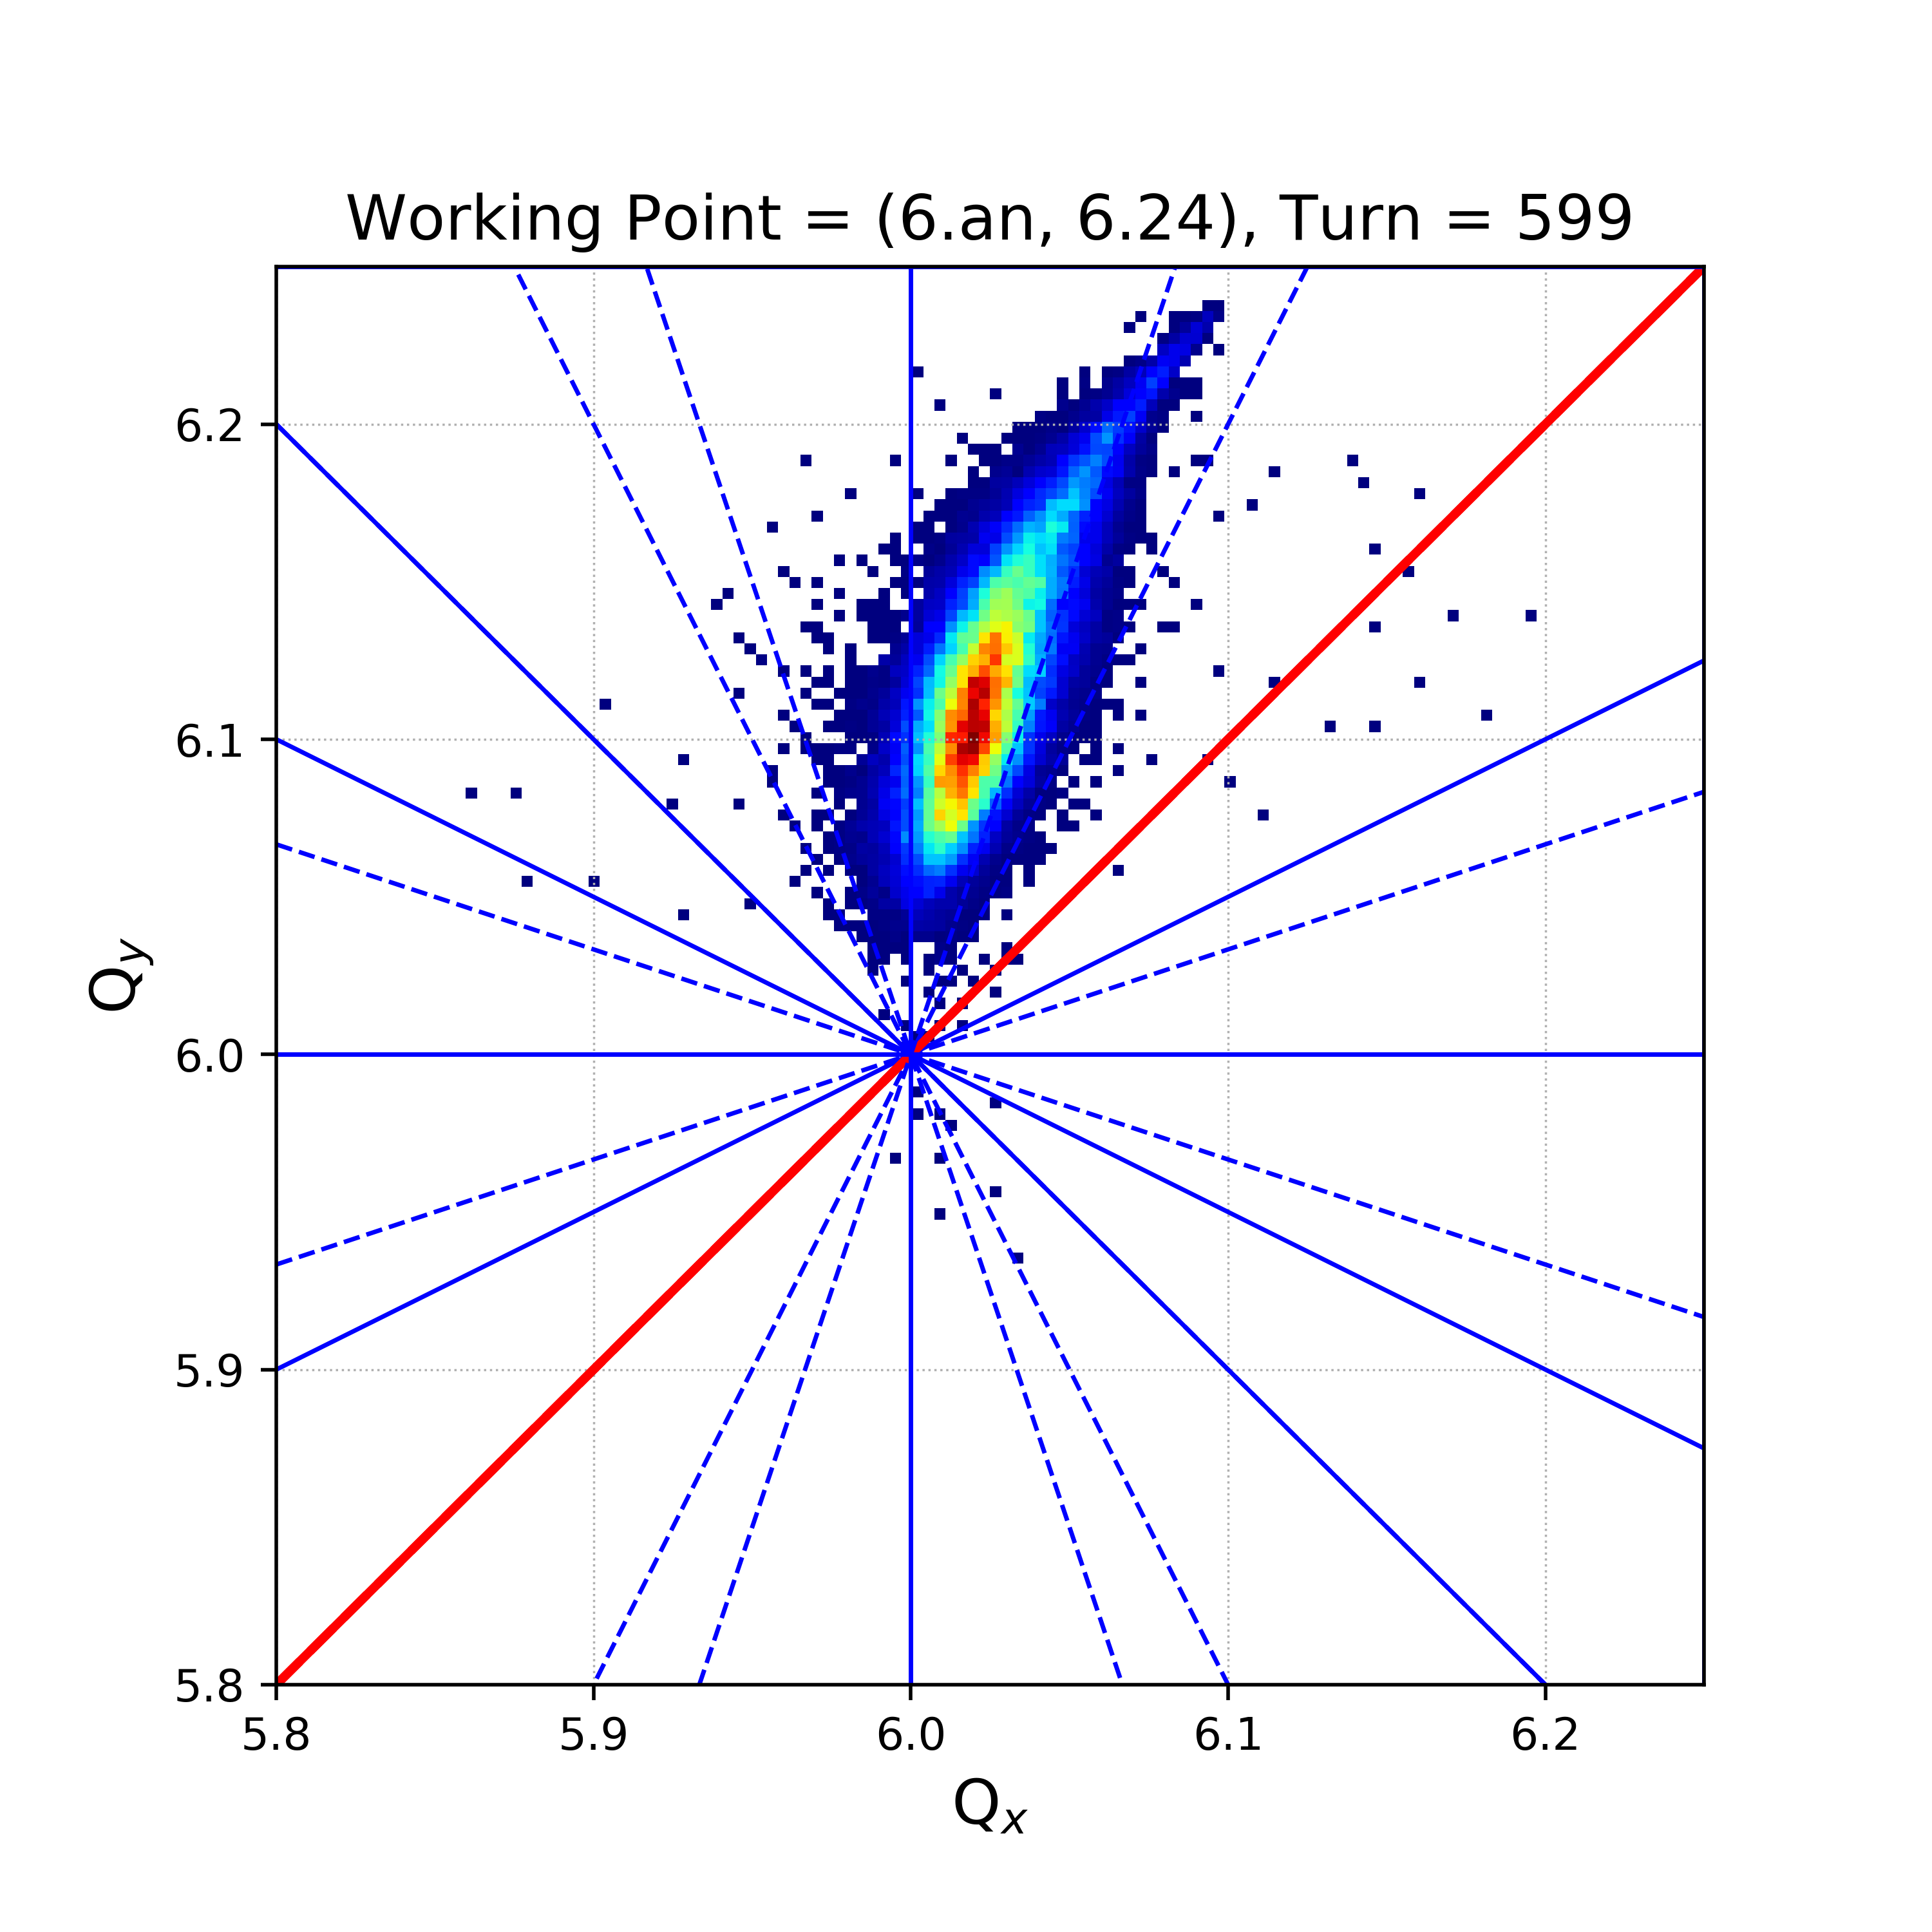 Working Point = (6.an, 6.24), Turn = 599
6.2
6.1
6.0
5.9
5.8
Qy
5.8 5.9 6.0 6.1 6.2
Qx